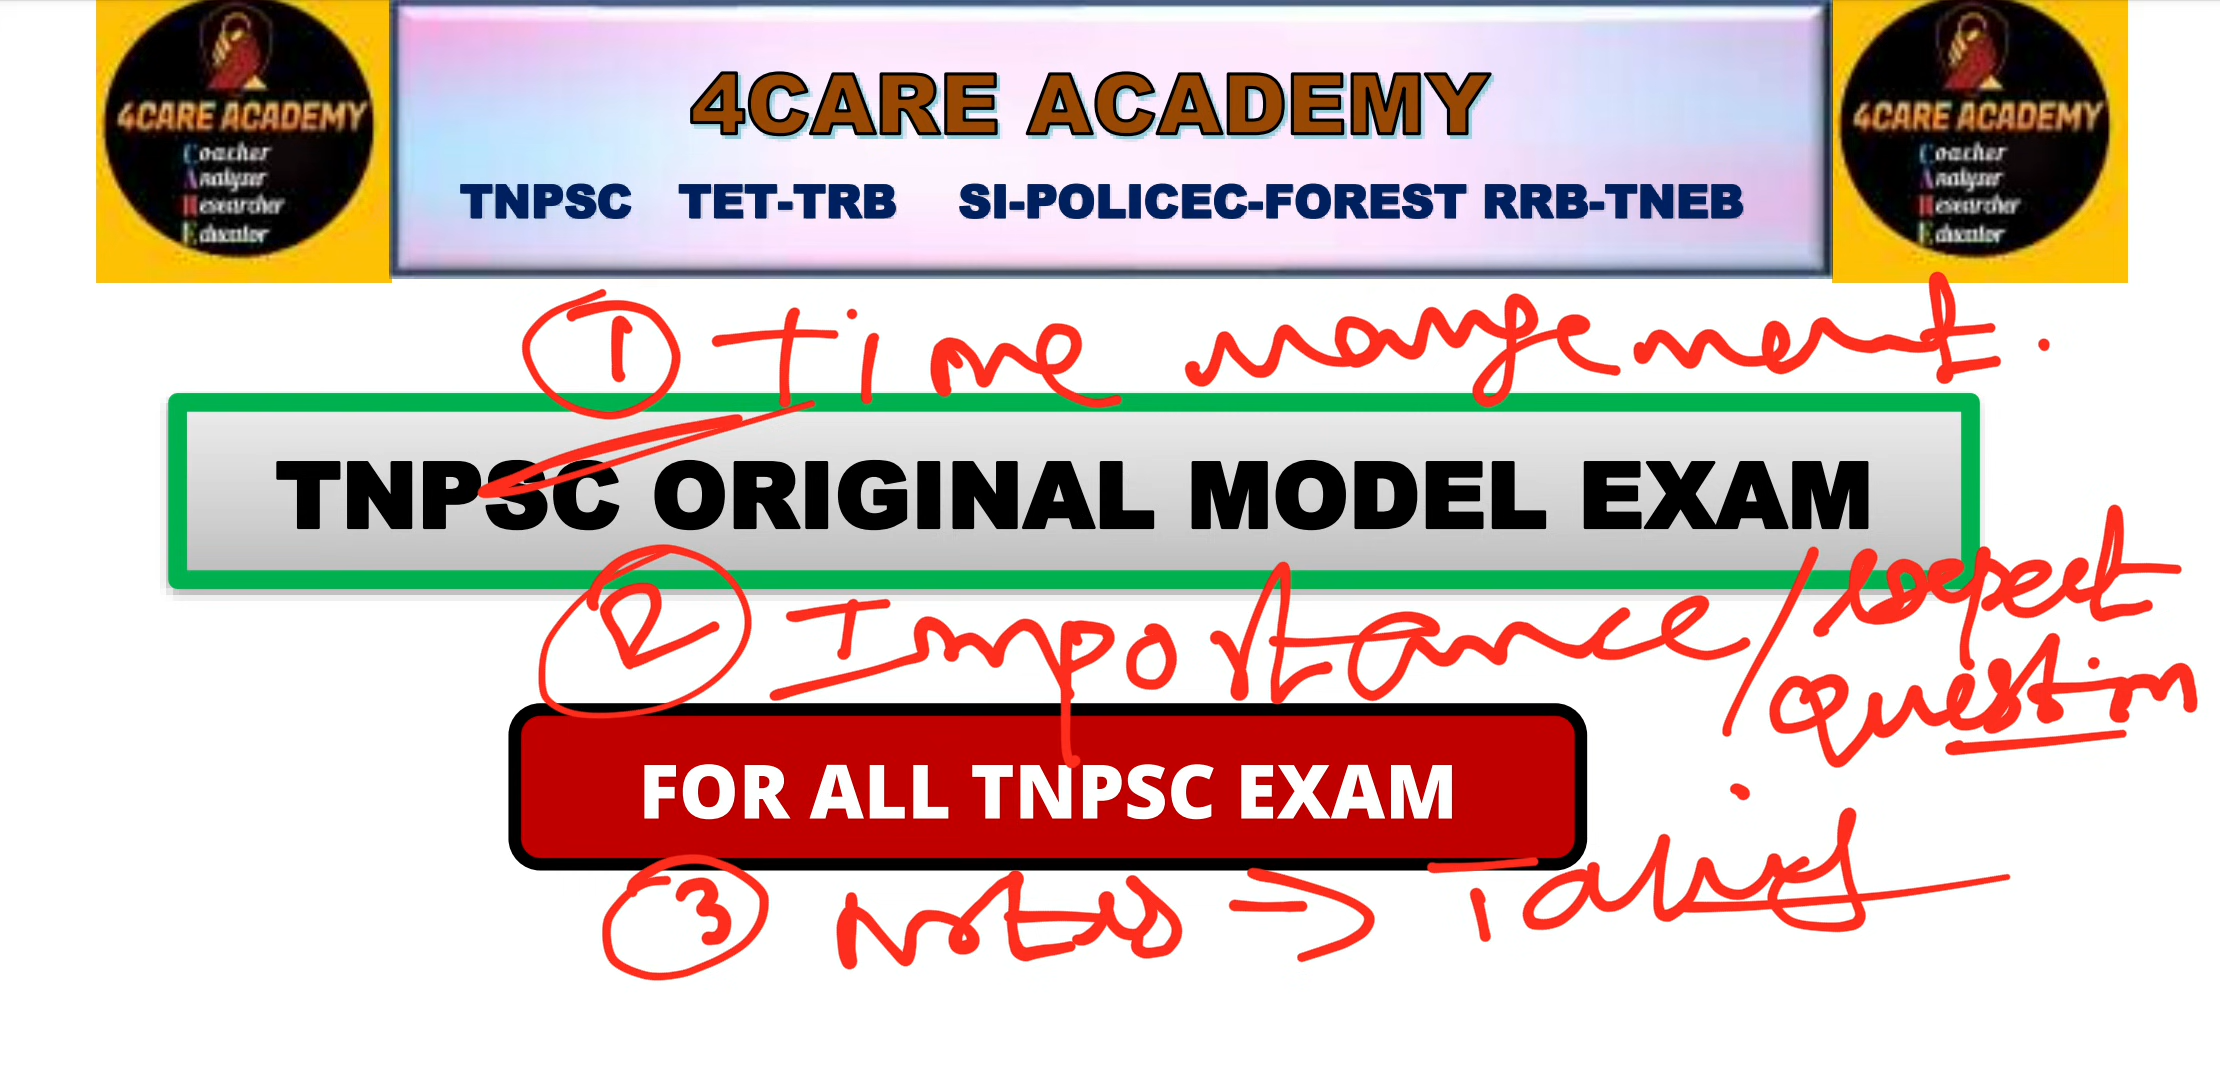 4CARE ACADEMY
Coacher
Analyzer
Researcher
Educator
4CARE ACADEMY
TNPSC TET-TRB SI-POLICEC-FOREST RRB-TNEB
4CARE ACADEMY
Coacher
Analyzer
Researcher
Educator
1 Time mangement.
TNPSC ORIGINAL MODEL EXAM
2 Importance/
question
FOR ALL TNPSC EXAM
3 Notes ⇒